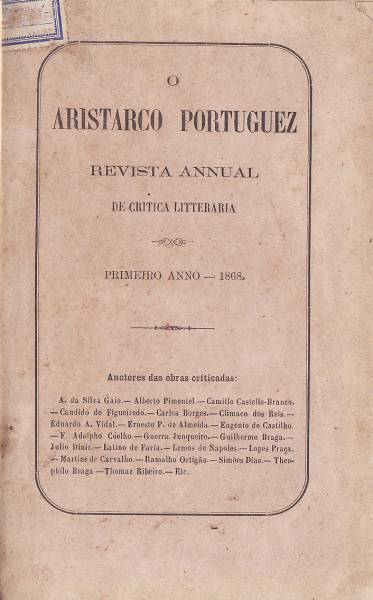 O
ARISTARCO PORTUGUEZ
REVISTA ANNUAL
DE CRITICA LITTERARIA
PRIMEIRO ANNO — 1868.
Auctores das obras criticadas:
A. da Silva Gaio.— Alberto Pimentel.— Camillo Castello-Branco.
— Candido de Figueiredo.— Carlos Borges.— Climaco dos Reis.—
Eduardo A. Vidal.— Ernesto P. de Almeida.— Eugenio de Castilho.
— F. Adolpho Coelho.— Guerra Junqueiro.— Guilherme Braga.—
Julio Diniz.— Latino de Faria.— Lemos de Napoles.— Lopes Praça.
— Martins de Carvalho.— Ramalho Ortigão.— Simões Dias.— Theo-
philo Braga — Thomaz Ribeiro.— Etc.